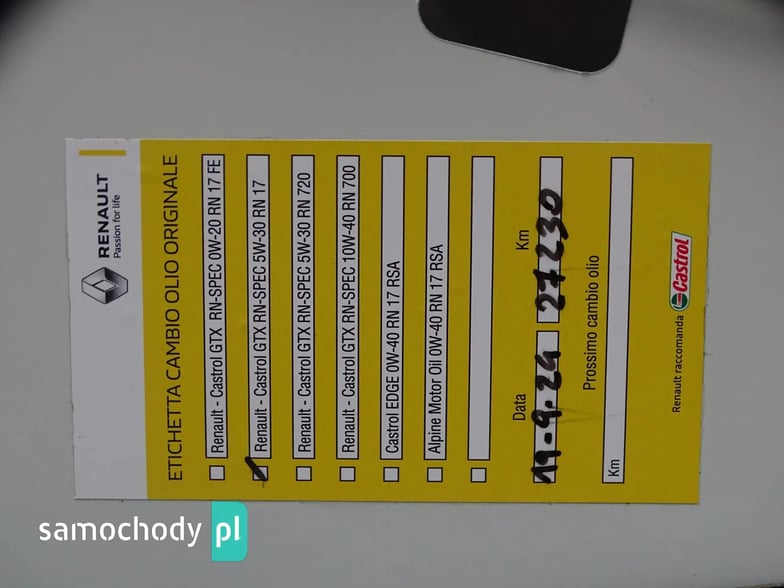 RENAULT
Passion for life
ETICHETTA CAMBIO OLIO ORIGINALE
Renault - Castrol GTX RN-SPEC 0W-20 RN 17 FE
Renault - Castrol GTX RN-SPEC 5W-30 RN 17
Renault - Castrol GTX RN-SPEC 5W-30 RN 720
Renault - Castrol GTX RN-SPEC 10W-40 RN 700
Castrol EDGE 0W-40 RN 17 RSA
Alpine Motor Oil 0W-40 RN 17 RSA
Data Km
19-9.24 27230
Prossimo cambio olio
Km
Renault raccomanda Castrol
samochody pl